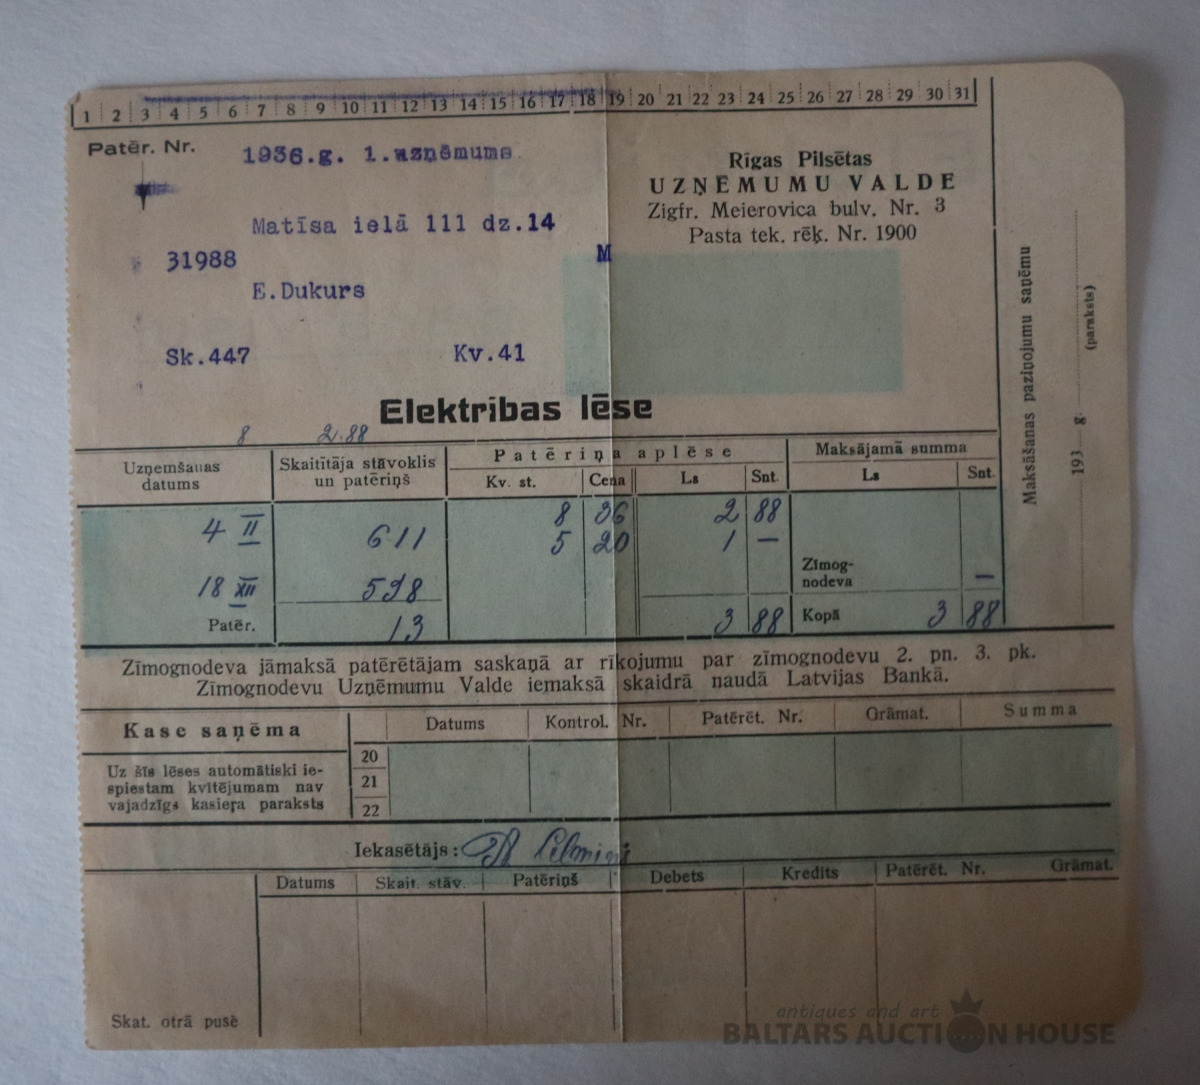 1 2 3 4 5 6 7 8 9 10 11 12 13 14 15 16 17 18 19 20 21 22 23 24 25 26 27 28 29 30 31
Patēr. Nr.
1936.g. 1.uzņēmums
Rīgas Pilsētas
UZŅĒMUMU VALDE
Zigfr. Meierovica bulv. Nr. 3
Pasta tek. rēķ. Nr. 1900
Matīsa ielā 111 dz.14
31988 M
E.Dukurs
Sk.447 Kv.41
Maksāšanas paziņojumu saņēmu
193 g.
(paraksts)
Elektrības lēse
8 2.88
Uzņemšanas datums
Skaitītāja stāvoklis un patēriņš
Patēriņa aplēse
Maksājamā summa
Kv. st. Cena Ls Snt. Ls Snt.
4 II 611 8 36 2 88
5 20 1 —
18 XII 598 Zīmog-
nodeva —
Patēr. 13 3 88 Kopā 3 88
Zīmognodeva jāmaksā patērētājam saskaņā ar rīkojumu par zīmognodevu 2. pn. 3. pk.
Zīmognodevu Uzņēmumu Valde iemaksā skaidrā naudā Latvijas Bankā.
Kase saņēma
Datums Kontrol. Nr. Patērēt. Nr. Grāmat. Summa
Uz šīs lēses automātiski ie-
spiestam kvītējumam nav
vajadzīgs kasieŗa paraksts
20
21
22
Iekasētājs:
Datums Skait. stāv. Patēriņš Debets Kredits Patērēt. Nr. Grāmat.
Skat. otrā pusē
antiques and art
BALTARS AUCTION HOUSE